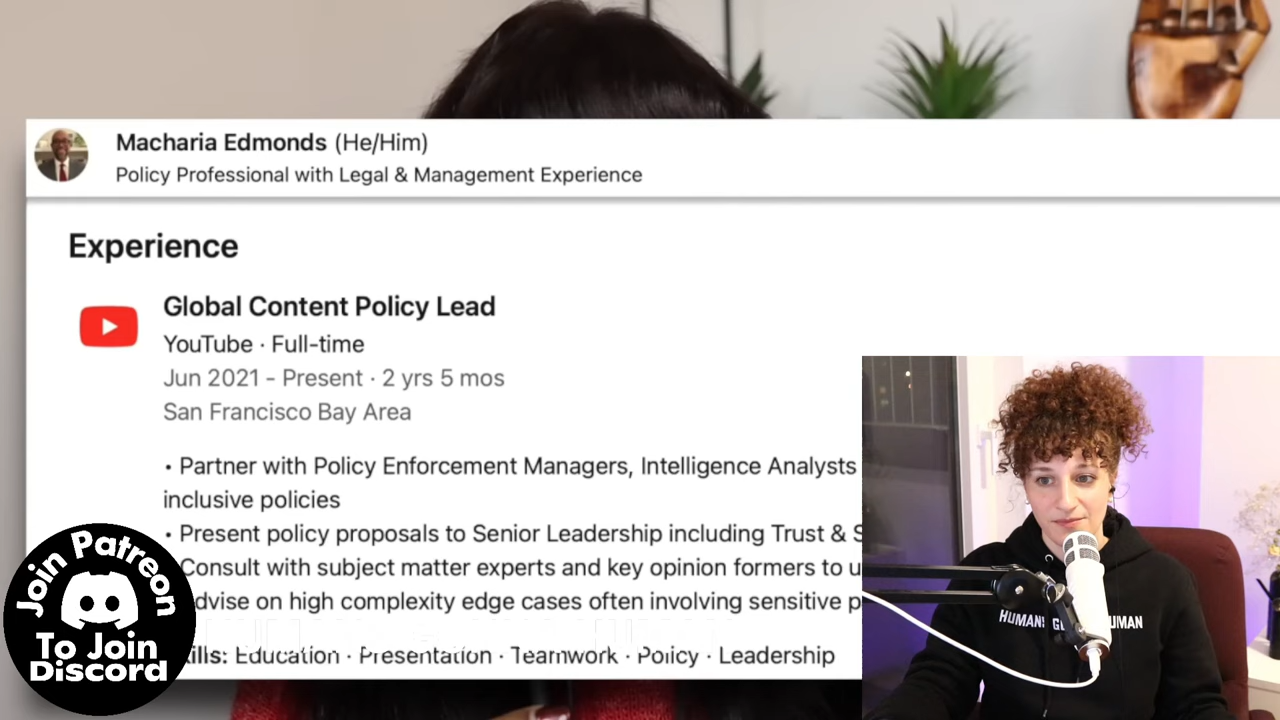 Macharia Edmonds (He/Him)
Policy Professional with Legal & Management Experience
Experience
Global Content Policy Lead
YouTube · Full-time
Jun 2021 - Present · 2 yrs 5 mos
San Francisco Bay Area
• Partner with Policy Enforcement Managers, Intelligence Analysts
inclusive policies
• Present policy proposals to Senior Leadership including Trust & S
Consult with subject matter experts and key opinion formers to u
dvise on high complexity edge cases often involving sensitive p
ills: Education · Presentation · Teamwork · Policy · Leadership
Join Patreon
To Join
Discord
HUMAN
UMAN